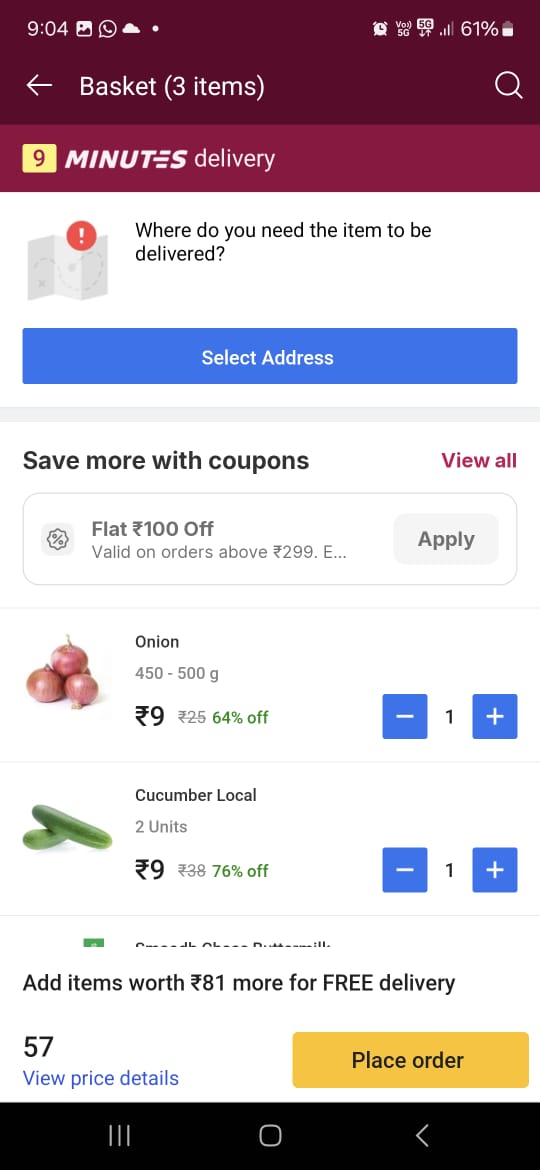 9:04
Vo)) 5G 5G 61%
Basket (3 items)
9 MINUTES delivery
Where do you need the item to be
delivered?
Select Address
Save more with coupons View all
Flat ₹100 Off
Valid on orders above ₹299. E...
Apply
Onion
450 - 500 g
₹9 ₹25 64% off
1
Cucumber Local
2 Units
₹9 ₹38 76% off
1
Add items worth ₹81 more for FREE delivery
57
View price details
Place order